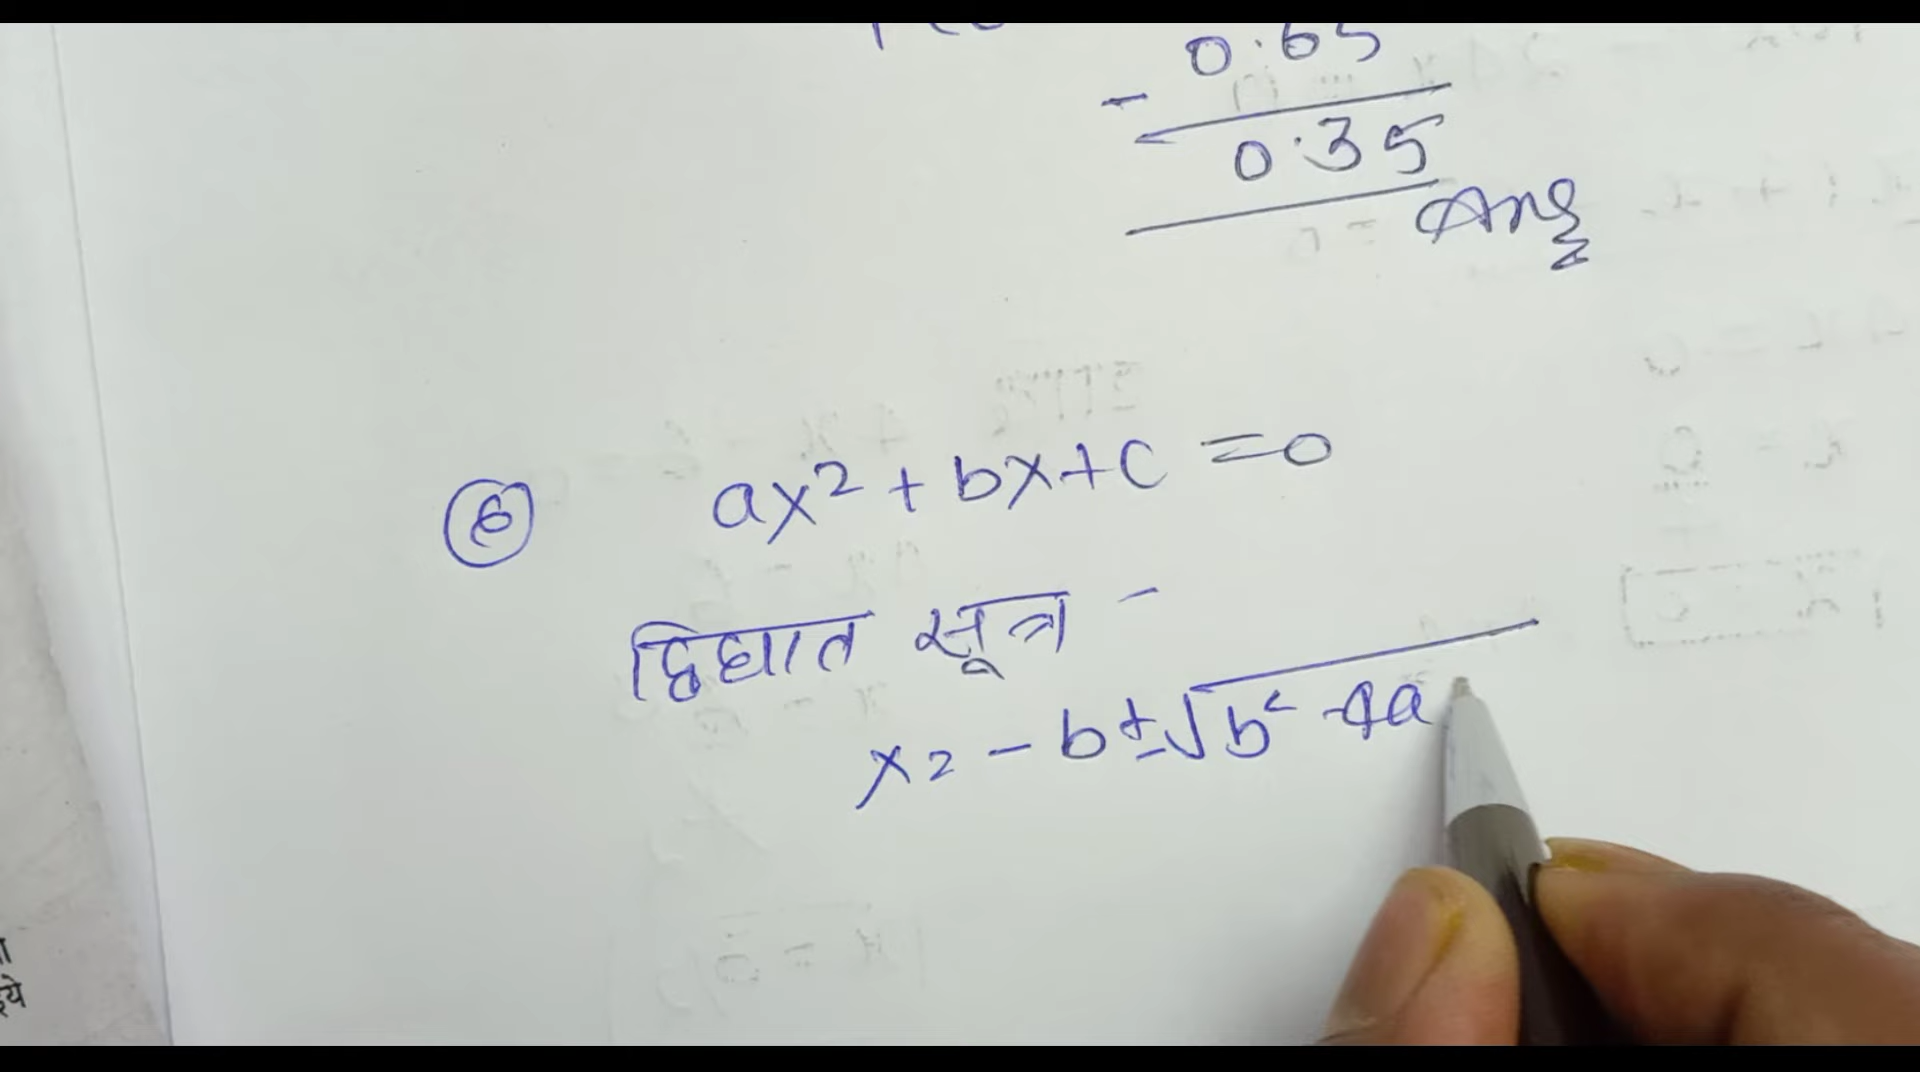 0.65
-
0.35
Ans
6 ax² + bx + c = 0
द्विघात सूत्र -
x = - b ± √b² - 4a
ये